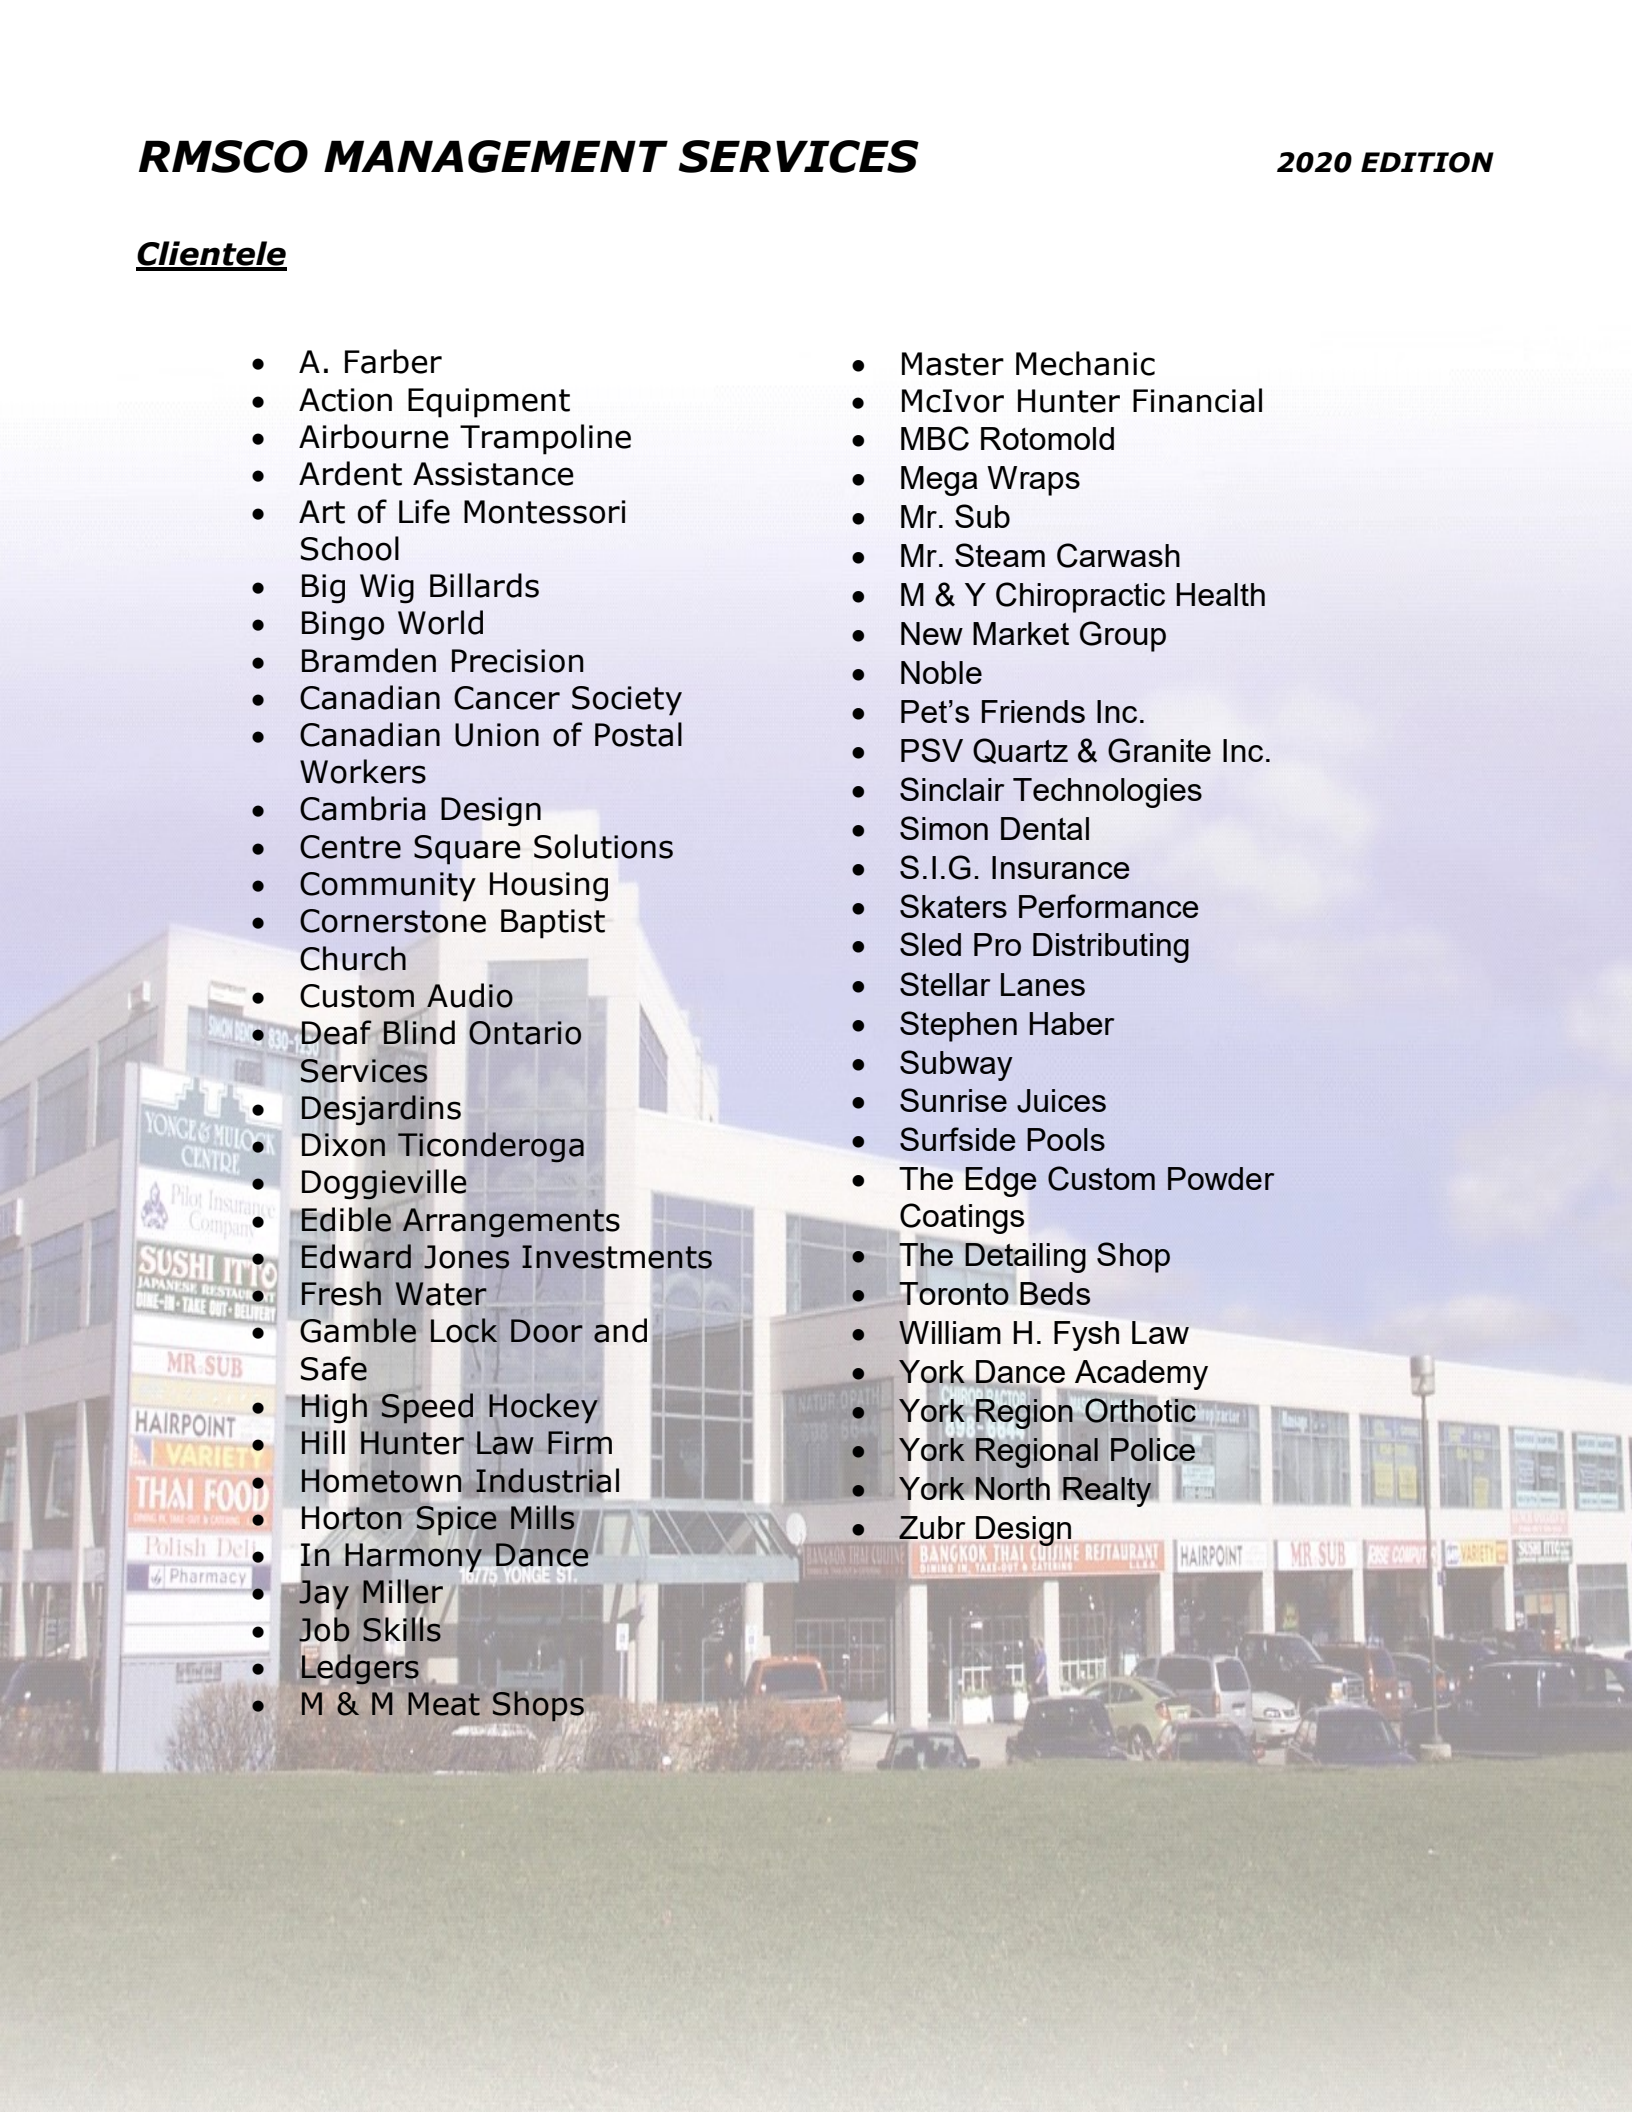 RMSCO MANAGEMENT SERVICES 2020 EDITION
Clientele
• A. Farber
• Action Equipment
• Airbourne Trampoline
• Ardent Assistance
• Art of Life Montessori
School
• Big Wig Billards
• Bingo World
• Bramden Precision
• Canadian Cancer Society
• Canadian Union of Postal
Workers
• Cambria Design
• Centre Square Solutions
• Community Housing
• Cornerstone Baptist
Church
• Custom Audio
• Deaf Blind Ontario
Services
• Desjardins
• Dixon Ticonderoga
• Doggieville
• Edible Arrangements
• Edward Jones Investments
• Fresh Water
• Gamble Lock Door and
Safe
• High Speed Hockey
• Hill Hunter Law Firm
• Hometown Industrial
• Horton Spice Mills
• In Harmony Dance
• Jay Miller
• Job Skills
• Ledgers
• M & M Meat Shops
• Master Mechanic
• McIvor Hunter Financial
• MBC Rotomold
• Mega Wraps
• Mr. Sub
• Mr. Steam Carwash
• M & Y Chiropractic Health
• New Market Group
• Noble
• Pet’s Friends Inc.
• PSV Quartz & Granite Inc.
• Sinclair Technologies
• Simon Dental
• S.I.G. Insurance
• Skaters Performance
• Sled Pro Distributing
• Stellar Lanes
• Stephen Haber
• Subway
• Sunrise Juices
• Surfside Pools
• The Edge Custom Powder
Coatings
• The Detailing Shop
• Toronto Beds
• William H. Fysh Law
• York Dance Academy
• York Region Orthotic
• York Regional Police
• York North Realty
• Zubr Design
YONGE & MULOCK
CENTRE
Pilot Insurance
Company
SUSHI ITTO
JAPANESE RESTAURANT
DINE-IN • TAKE OUT • DELIVERY
MR. SUB
HAIRPOINT
VARIETY
THAI FOOD
Polish Deli
Pharmacy
16775 YONGE ST.
BANGKOK THAI CUISINE
BANGKOK THAI CUISINE RESTAURANT
DINING IN, TAKE-OUT & CATERING
HAIRPOINT
MR. SUB
VARIETY